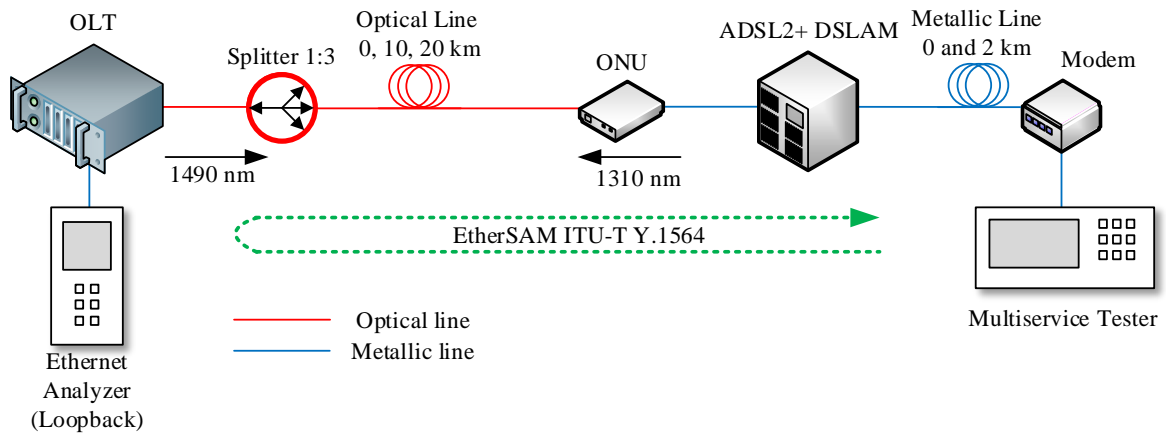 OLT
Splitter 1:3
Optical Line
0, 10, 20 km
ONU
ADSL2+ DSLAM
Metallic Line
0 and 2 km
Modem
1490 nm
1310 nm
EtherSAM ITU-T Y.1564
Optical line
Metallic line
Ethernet
Analyzer
(Loopback)
Multiservice Tester